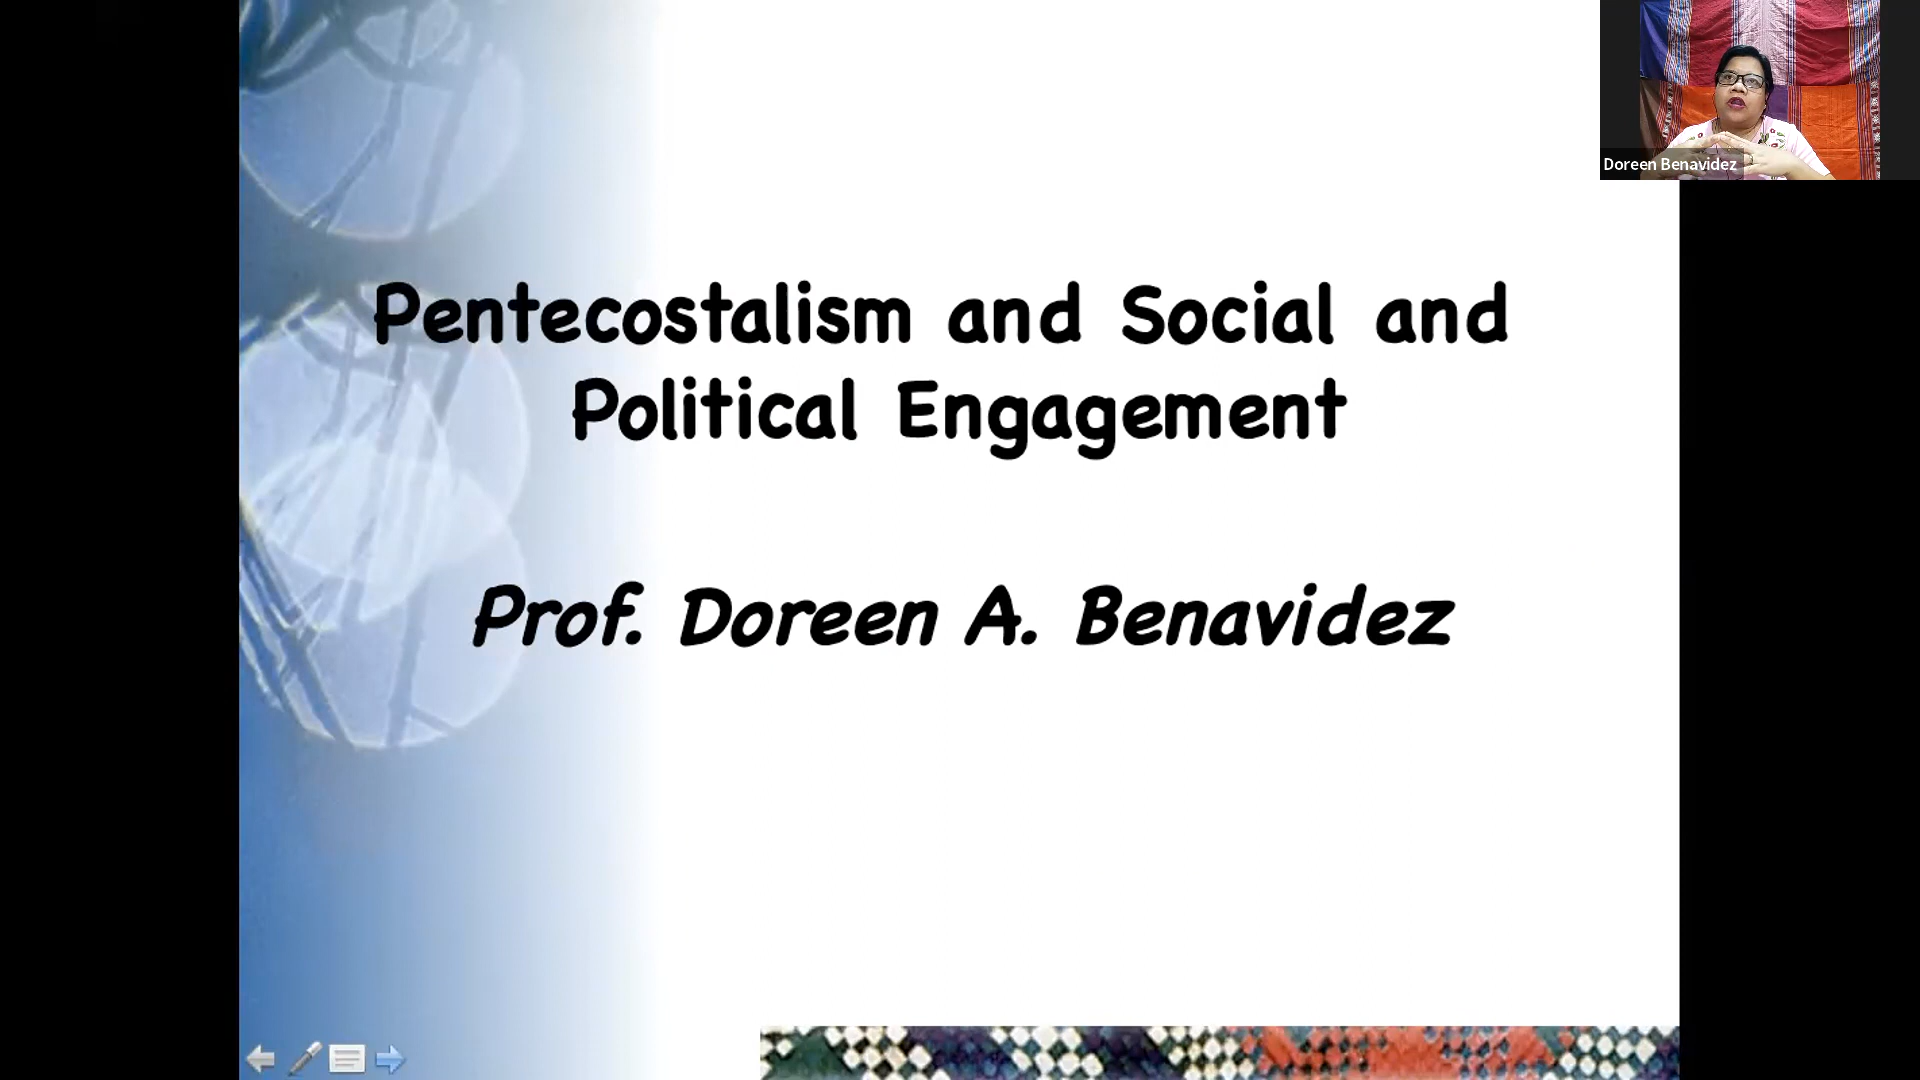 Doreen Benavidez
Pentecostalism and Social and
Political Engagement
Prof. Doreen A. Benavidez